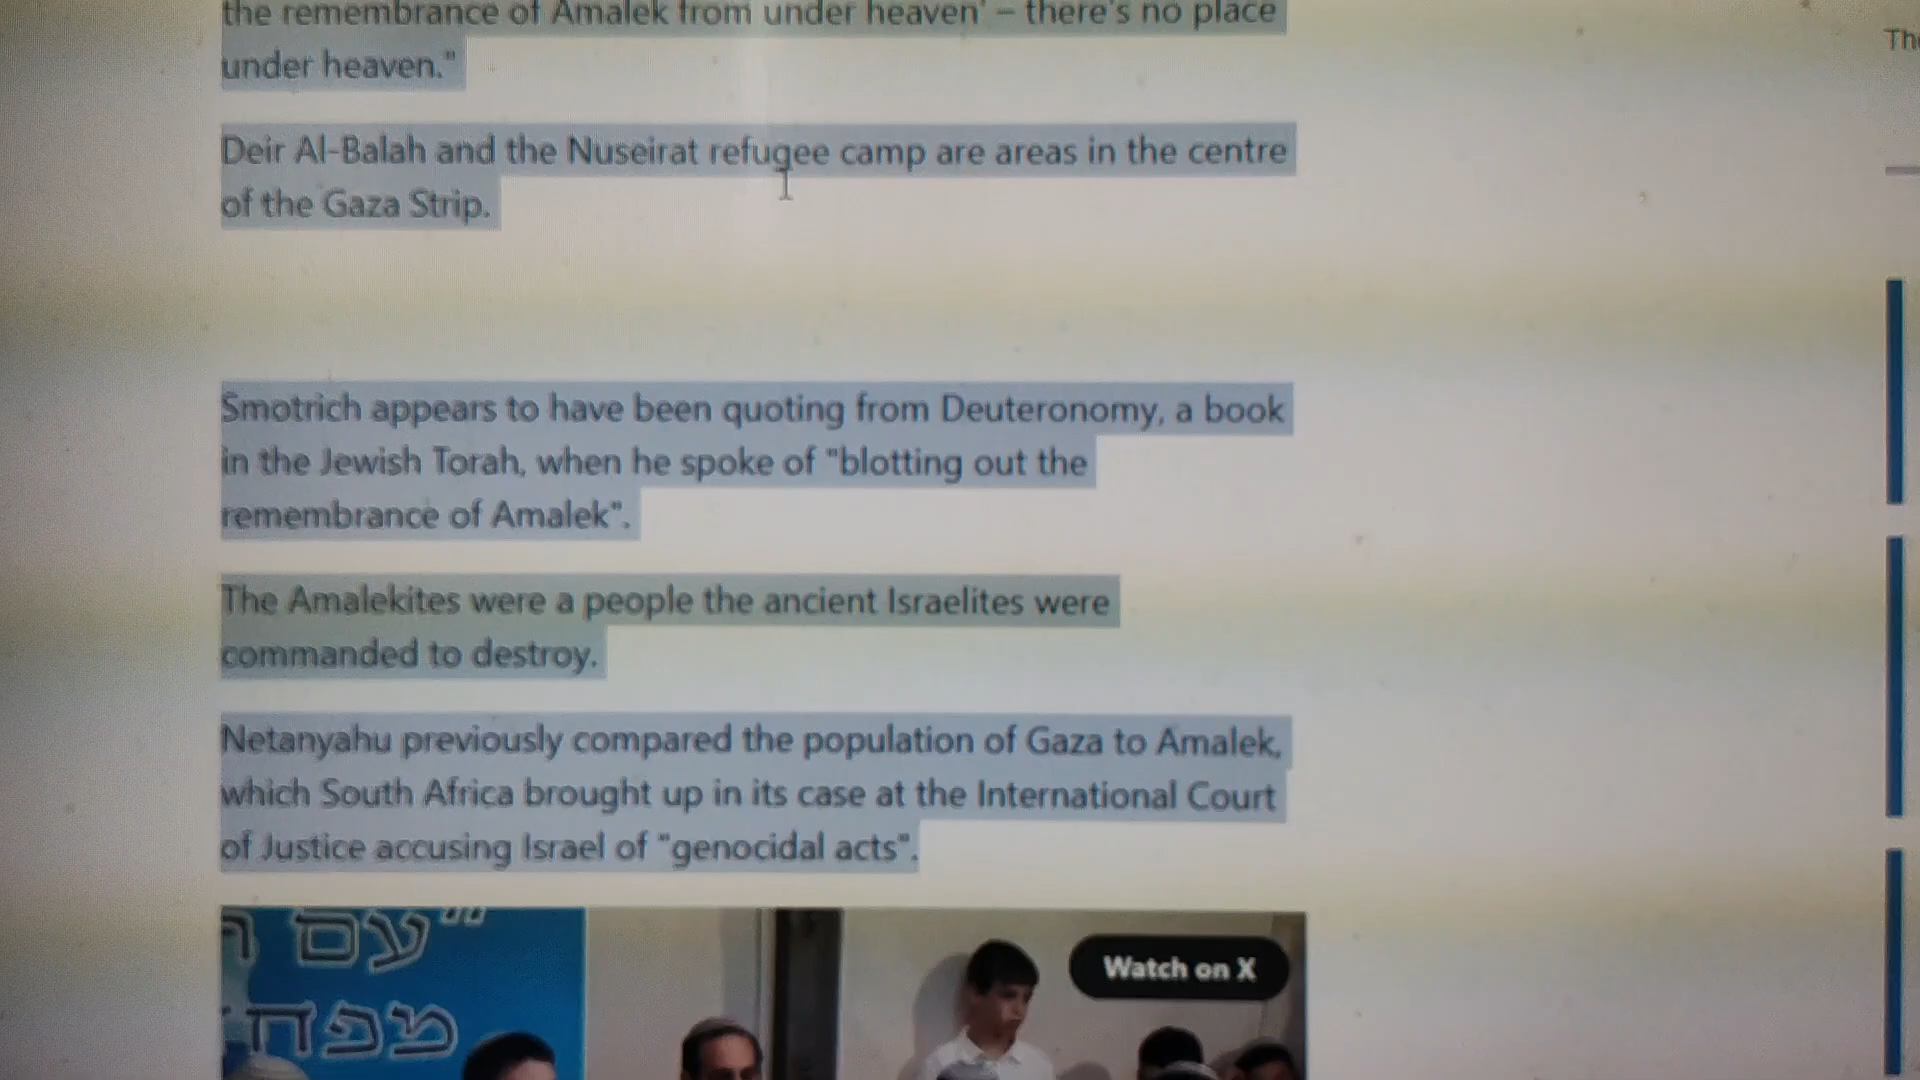 the remembrance of Amalek from under heaven' – there's no place
under heaven."
Deir Al-Balah and the Nuseirat refugee camp are areas in the centre
of the Gaza Strip.
Smotrich appears to have been quoting from Deuteronomy, a book
in the Jewish Torah, when he spoke of "blotting out the
remembrance of Amalek".
The Amalekites were a people the ancient Israelites were
commanded to destroy.
Netanyahu previously compared the population of Gaza to Amalek,
which South Africa brought up in its case at the International Court
of Justice accusing Israel of "genocidal acts".
"עם
Watch on X